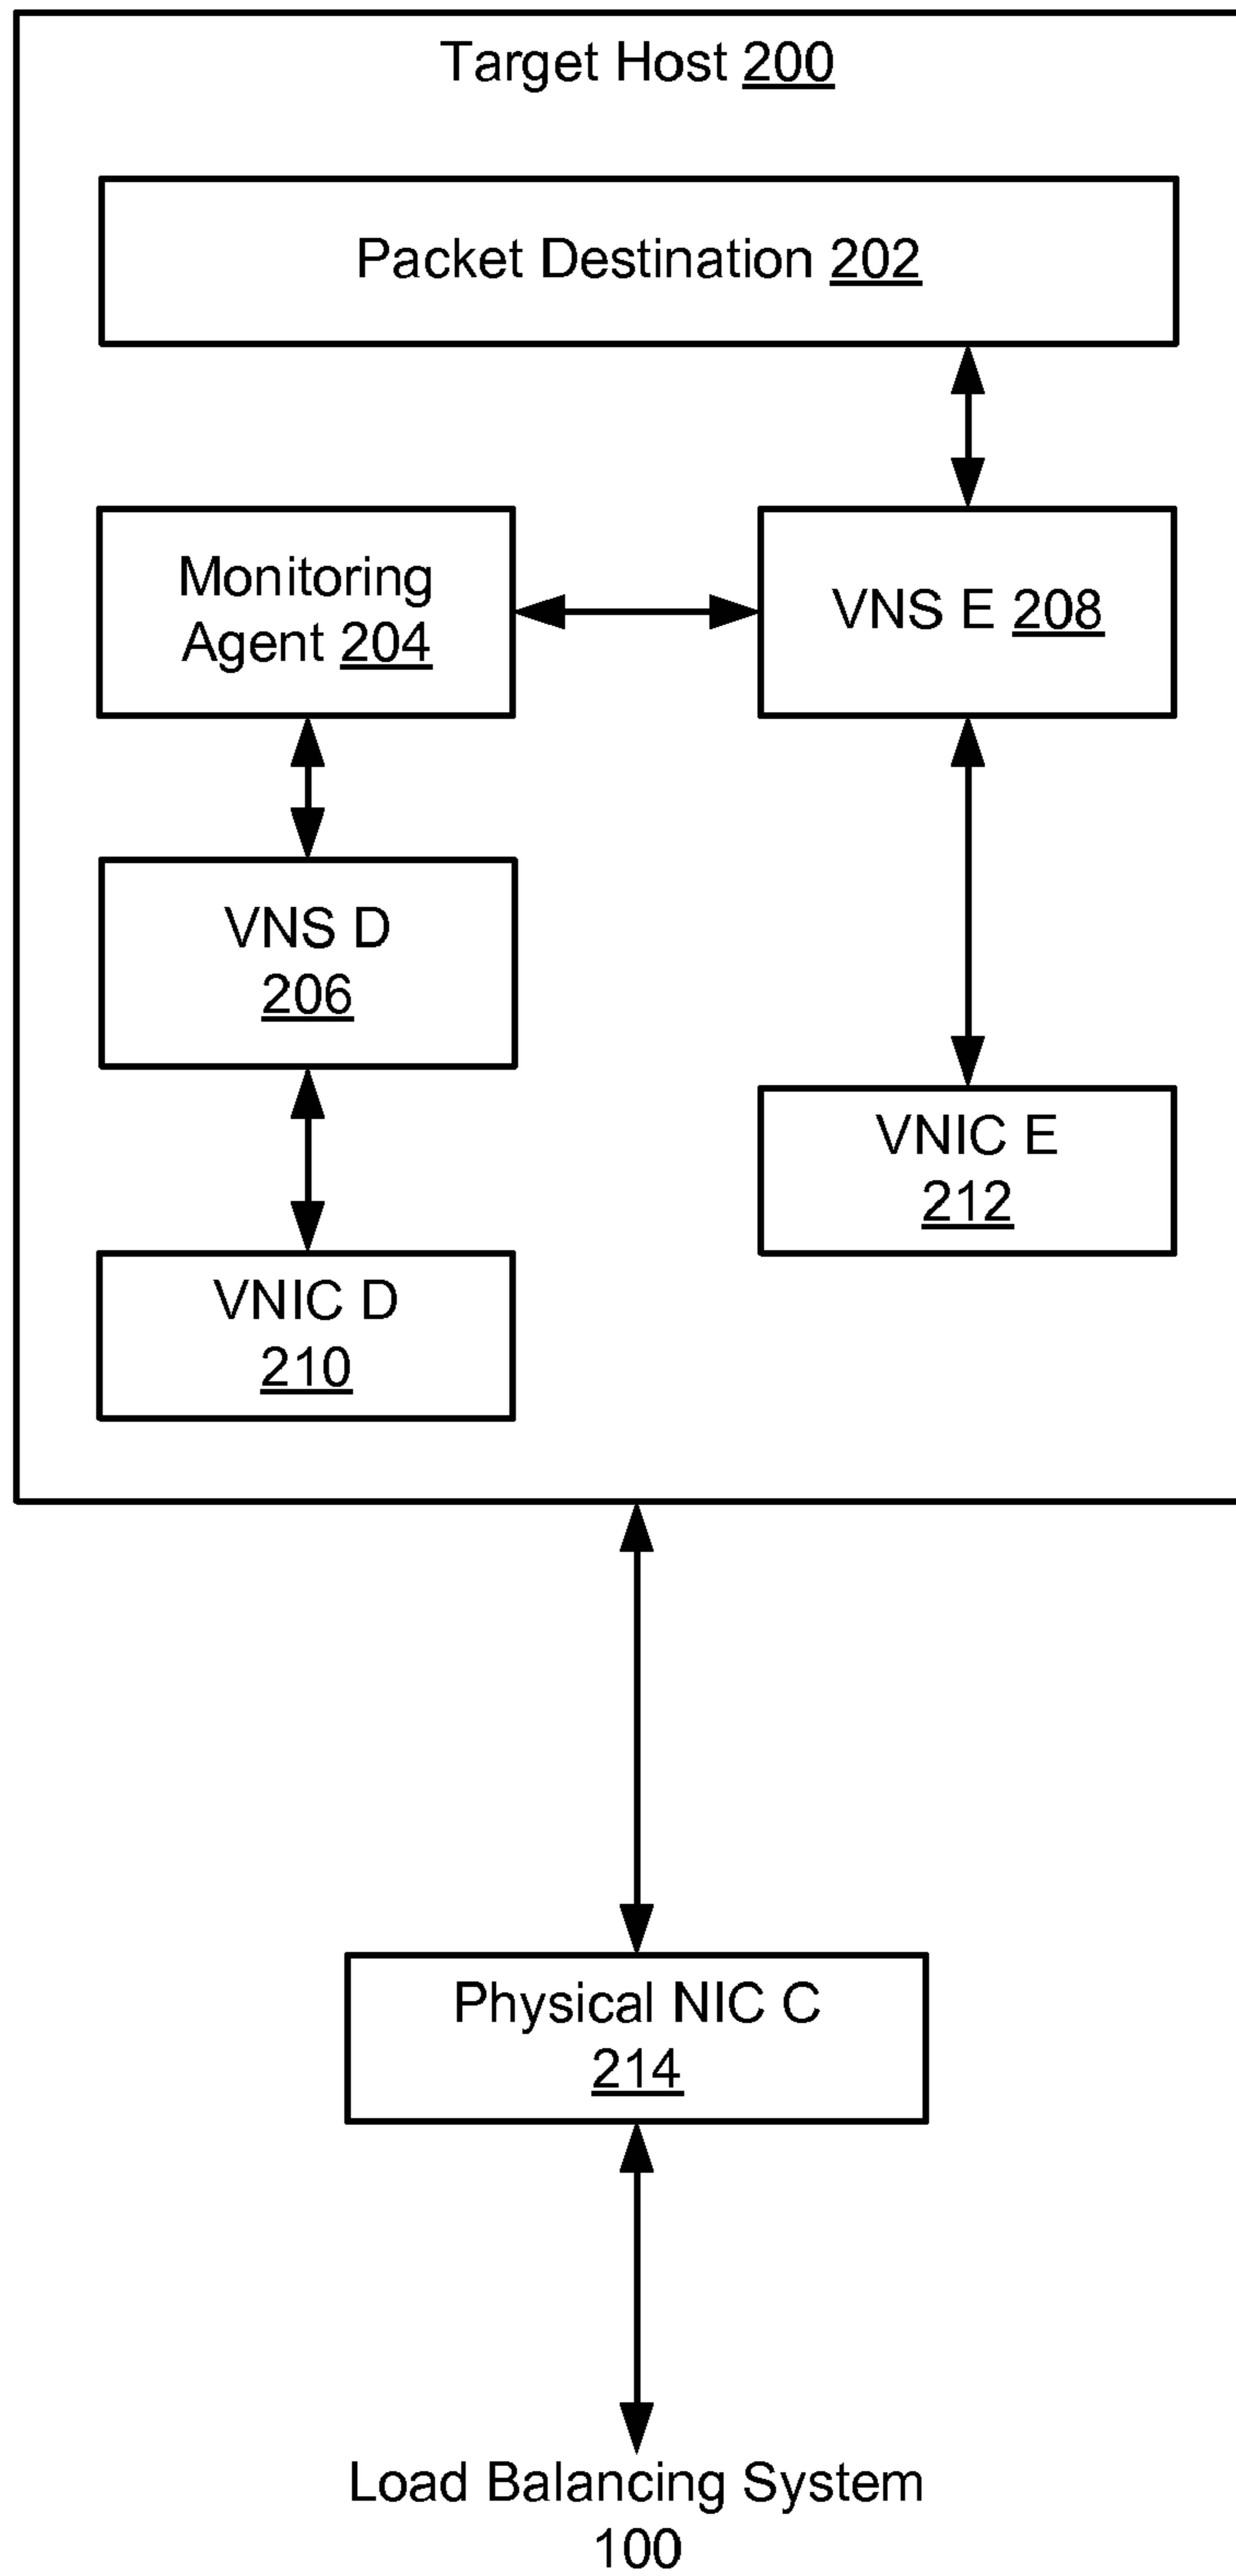 Target Host 200
Packet Destination 202
Monitoring
Agent 204
VNS E 208
VNS D
206
VNIC E
212
VNIC D
210
Physical NIC C
214
Load Balancing System
100